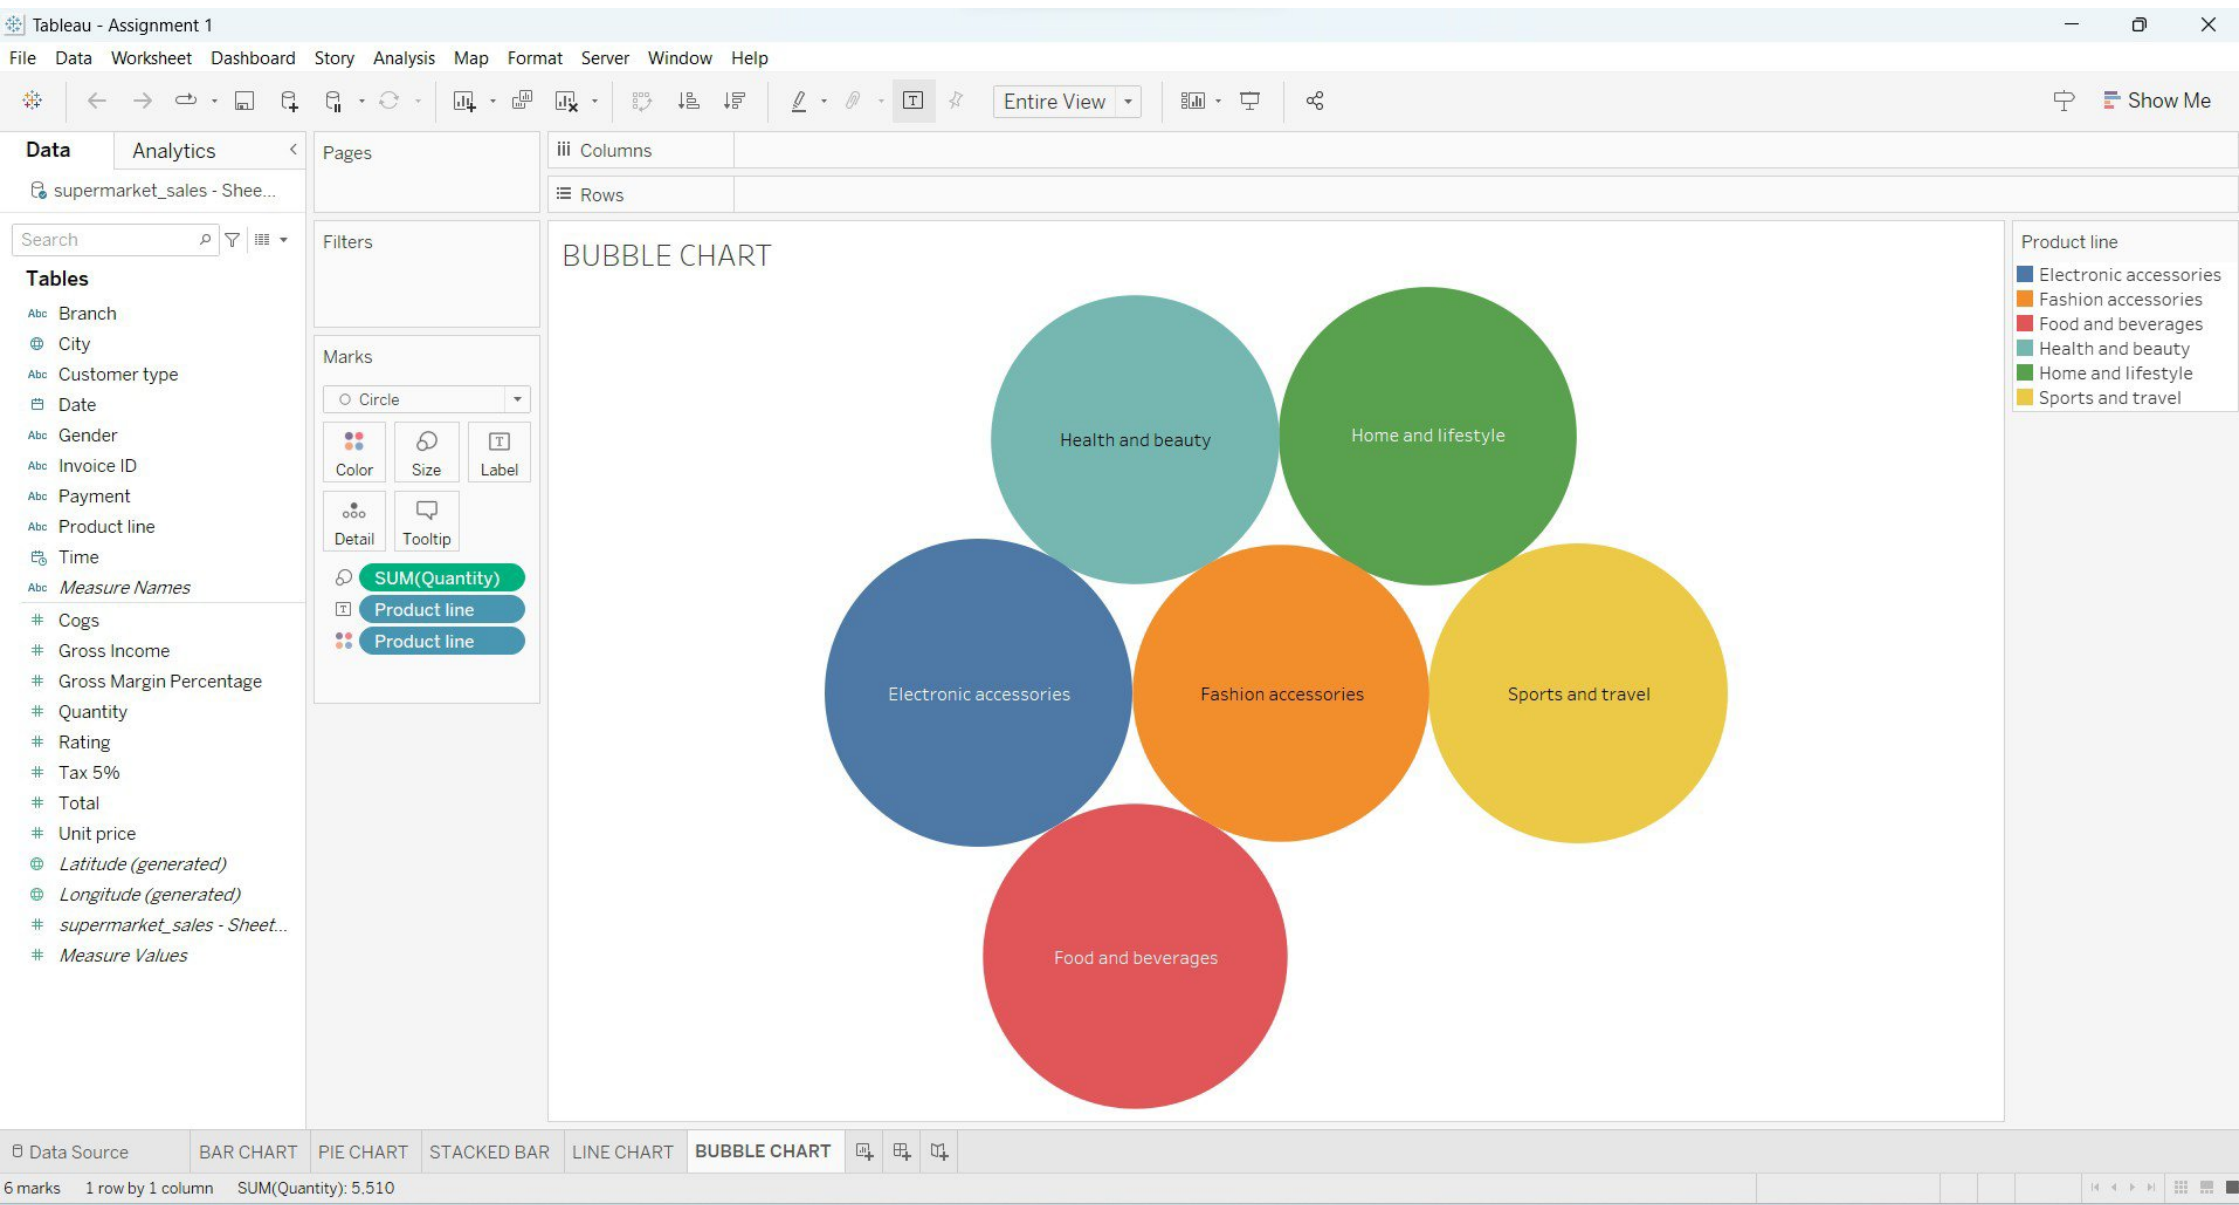 Tableau - Assignment 1
File Data Worksheet Dashboard Story Analysis Map Format Server Window Help
Entire View
Show Me
Data
Analytics
supermarket_sales - Shee...
Search
Tables
Abc Branch
City
Abc Customer type
Date
Abc Gender
Abc Invoice ID
Abc Payment
Abc Product line
Time
Abc Measure Names
# Cogs
# Gross Income
# Gross Margin Percentage
# Quantity
# Rating
# Tax 5%
# Total
# Unit price
Latitude (generated)
Longitude (generated)
# supermarket_sales - Sheet...
# Measure Values
Pages
Filters
Marks
Circle
Color
Size
Label
Detail
Tooltip
SUM(Quantity)
Product line
Product line
Columns
Rows
BUBBLE CHART
Health and beauty
Home and lifestyle
Electronic accessories
Fashion accessories
Sports and travel
Food and beverages
Product line
Electronic accessories
Fashion accessories
Food and beverages
Health and beauty
Home and lifestyle
Sports and travel
Data Source
BAR CHART
PIE CHART
STACKED BAR
LINE CHART
BUBBLE CHART
6 marks 1 row by 1 column SUM(Quantity): 5,510